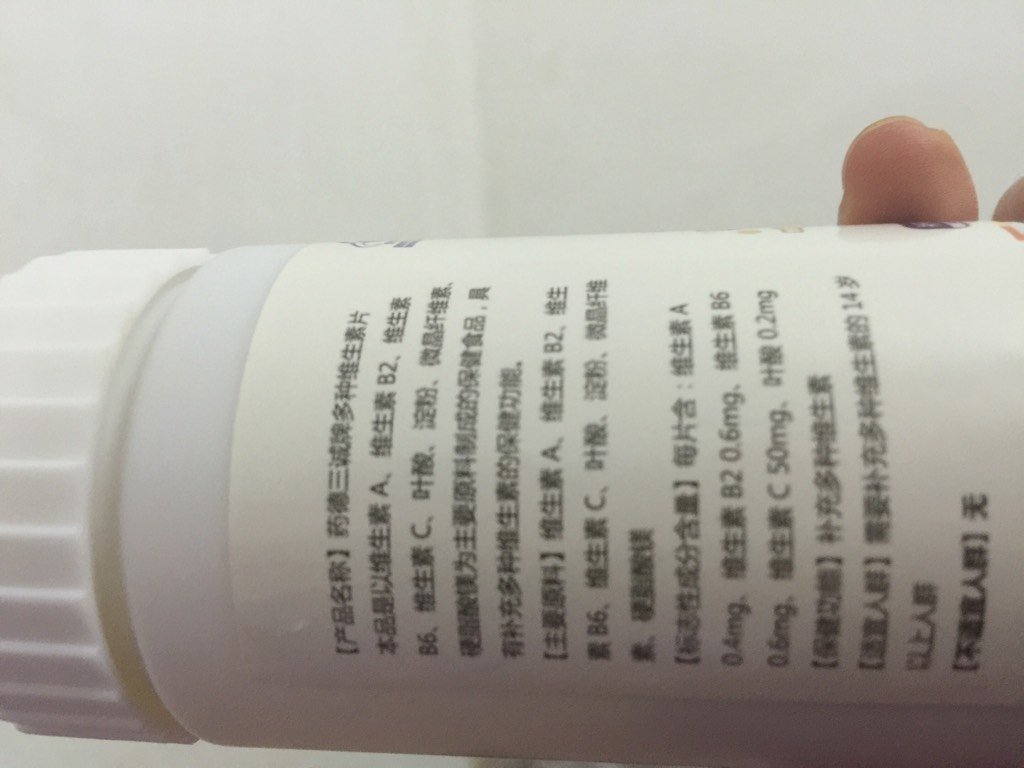 【产品名称】药德三诚牌多种维生素片
本品是以维生素 A、维生素 B2、维生素
B6、维生素 C、叶酸、淀粉、微晶纤维素、
硬脂酸镁为主要原料制成的保健食品,具
有补充多种维生素的保健功能。
【主要原料】维生素 A、维生素 B2、维生
素 B6、维生素 C、叶酸、淀粉、微晶纤维
素、硬脂酸镁
【标志性成分含量】每片含:维生素 A
0.4mg、维生素 B2 0.6mg、维生素 B6
0.6mg、维生素 C 50mg、叶酸 0.2mg
【保健功能】补充多种维生素
【适宜人群】需要补充多种维生素的 14 岁
以上人群
【不适宜人群】无